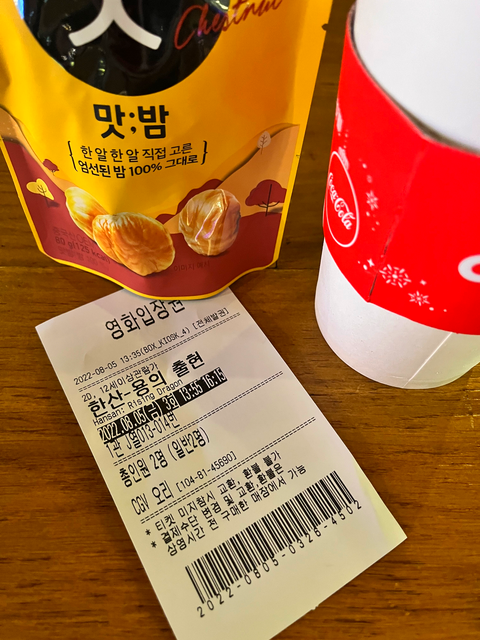 Chestnut
맛;밤
{한 알 한 알 직접 고른
엄선된 밤 100% 그대로}
Coca-Cola
영화입장권
2022-08-05 13:35(BOX_KIOSK_4) [전체발권]
2D, 12세이상관람가
한산-용의 출현
Hansan: Rising Dragon
2022.08.05(금) 3회 13:55-16:15
1관 J열013-014번
총인원 2명 (일반2명)
CGV 오리 [104-81-45690]
* 티켓 미지참시 교환, 환불 불가
* 결제수단 변경 및 교환,환불은
상영시간 전 구매한 매장에서 가능
2022-0805-0326-4502